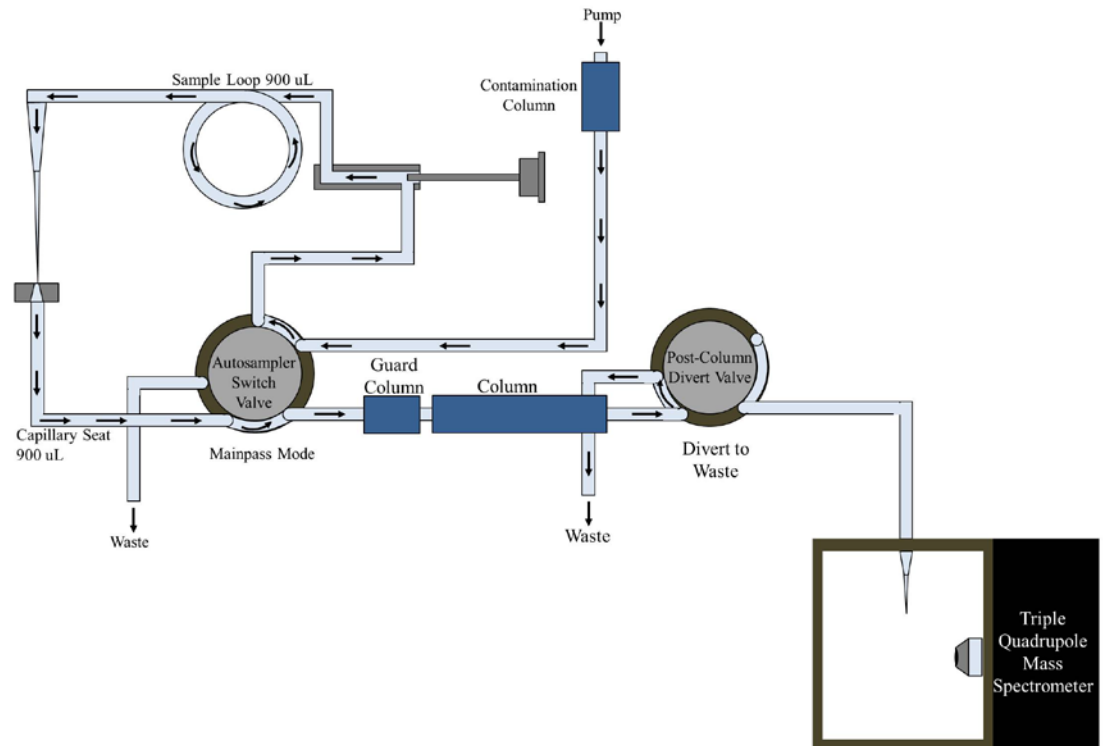 Pump
Sample Loop 900 uL
Contamination
Column
Autosampler
Switch
Valve
Guard
Column
Column
Post-Column
Divert Valve
Capillary Seat
900 uL
Mainpass Mode
Divert to
Waste
Waste
Waste
Triple
Quadrupole
Mass
Spectrometer